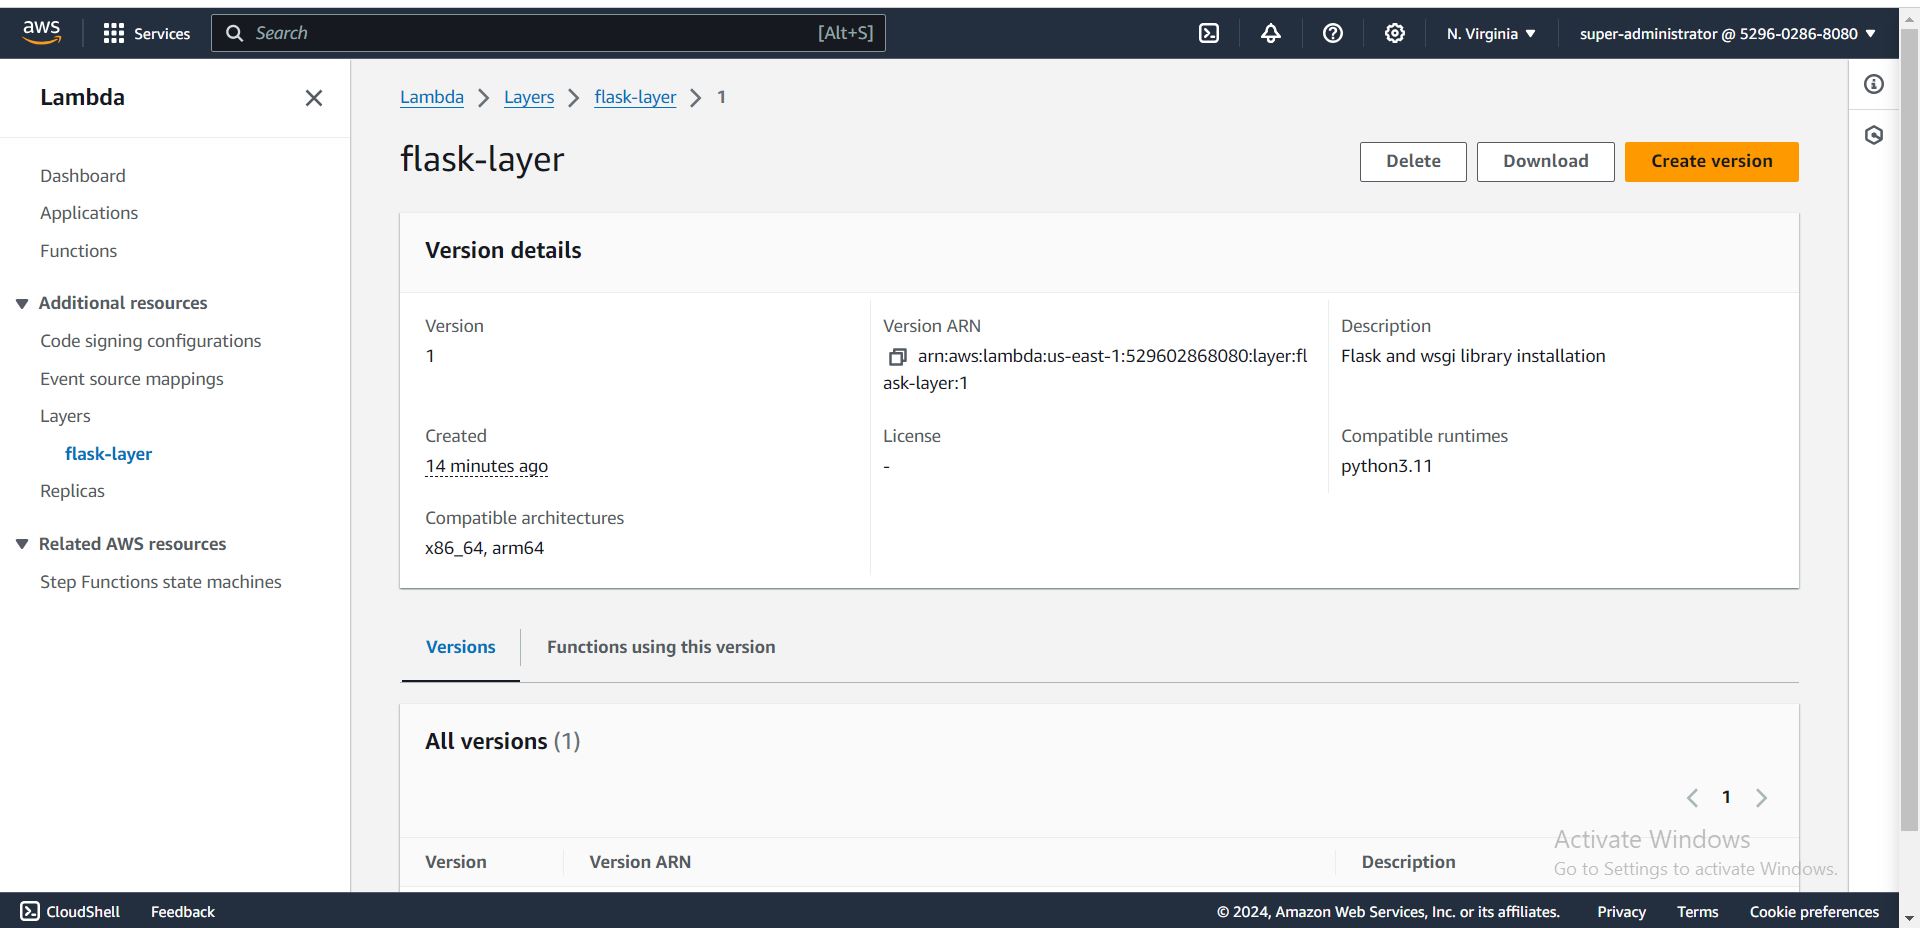 aws Services Search [Alt+S] N. Virginia ▼ super-administrator @ 5296-0286-8080 ▼
Lambda
Dashboard
Applications
Functions
Additional resources
Code signing configurations
Event source mappings
Layers
flask-layer
Replicas
Related AWS resources
Step Functions state machines
Lambda > Layers > flask-layer > 1
flask-layer
Delete Download Create version
Version details
Version
1
Version ARN
arn:aws:lambda:us-east-1:529602868080:layer:fl
ask-layer:1
Description
Flask and wsgi library installation
Created
14 minutes ago
License
-
Compatible runtimes
python3.11
Compatible architectures
x86_64, arm64
Versions Functions using this version
All versions (1)
1
Version Version ARN Description
Activate Windows
Go to Settings to activate Windows.
CloudShell Feedback © 2024, Amazon Web Services, Inc. or its affiliates. Privacy Terms Cookie preferences